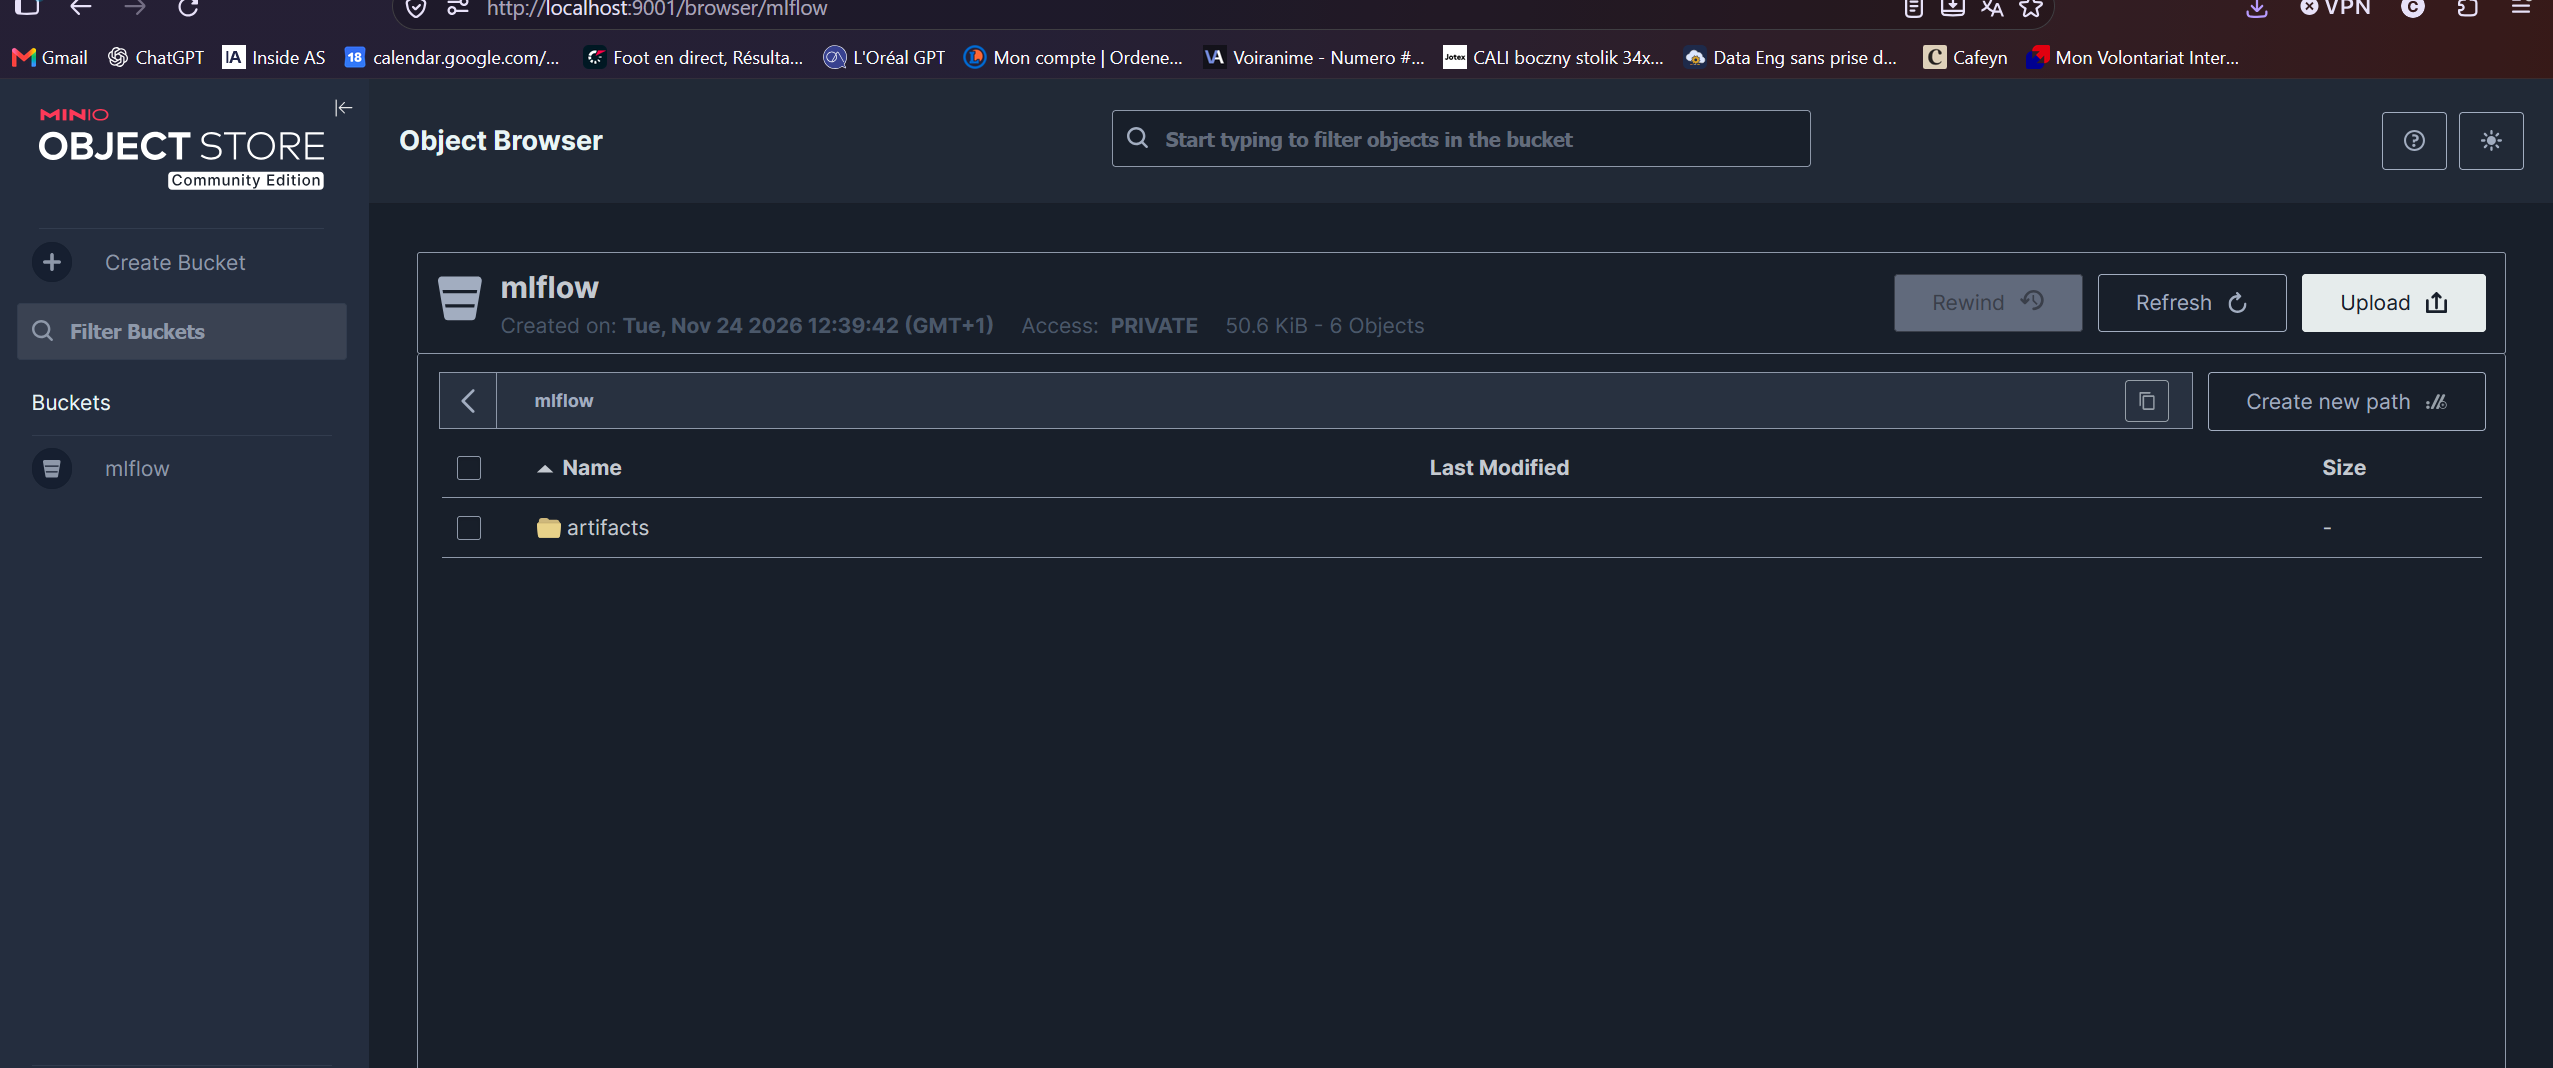 http://localhost:9001/browser/mlflow
VPN
C
Gmail
ChatGPT
IA Inside AS
18 calendar.google.com/...
Foot en direct, Résulta...
L'Oréal GPT
Mon compte | Ordene...
VA Voiranime - Numero #...
Jotex CALI boczny stolik 34x...
Data Eng sans prise d...
C Cafeyn
Mon Volontariat Inter...
MINIO
OBJECT STORE
Community Edition
Create Bucket
Filter Buckets
Buckets
mlflow
Object Browser
Start typing to filter objects in the bucket
mlflow
Created on: Tue, Nov 24 2026 12:39:42 (GMT+1) Access: PRIVATE 50.6 KiB - 6 Objects
Rewind
Refresh
Upload
mlflow
Create new path
Name
Last Modified
Size
artifacts
-